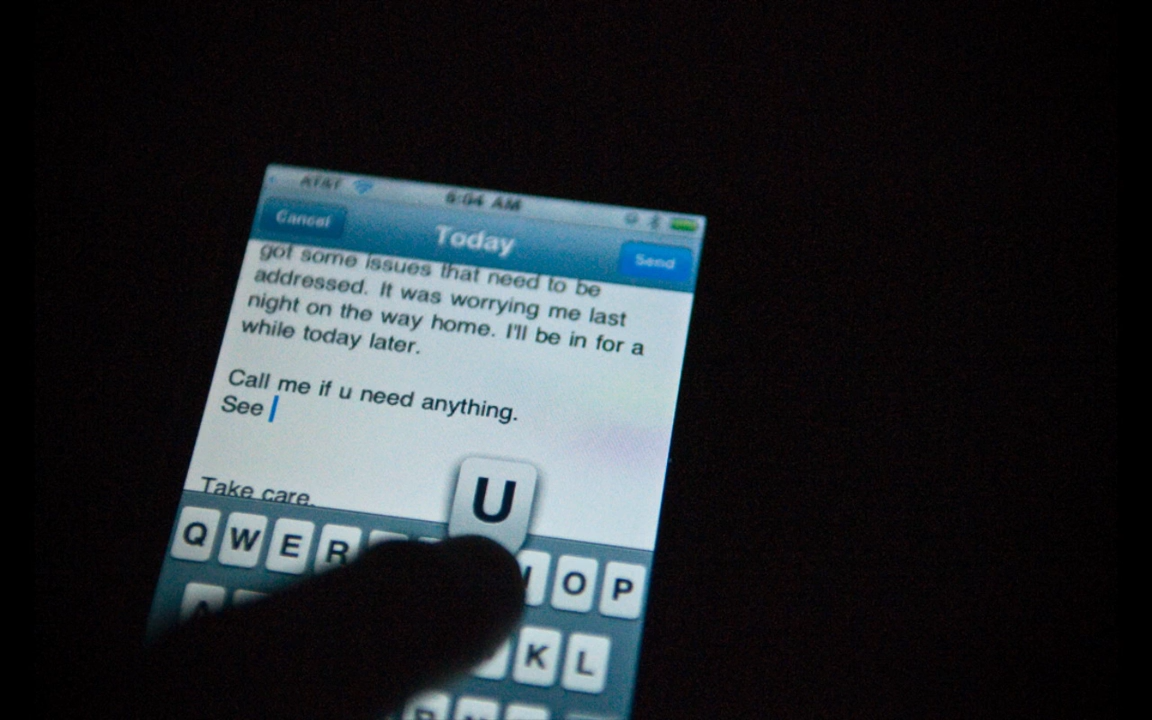 AT&T 6:04 AM
Cancel Today Send
got some issues that need to be
addressed. It was worrying me last
night on the way home. I'll be in for a
while today later.
Call me if u need anything.
See
Take care.
U
Q W E R O P
A K L